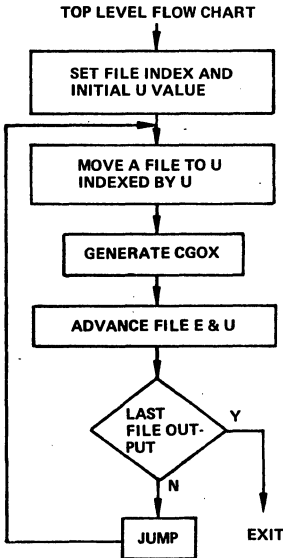 TOP LEVEL FLOW CHART
SET FILE INDEX AND
INITIAL U VALUE
MOVE A FILE TO U
INDEXED BY U
GENERATE CGOX
ADVANCE FILE E & U
LAST
FILE OUT-
PUT
Y
N
JUMP
EXIT